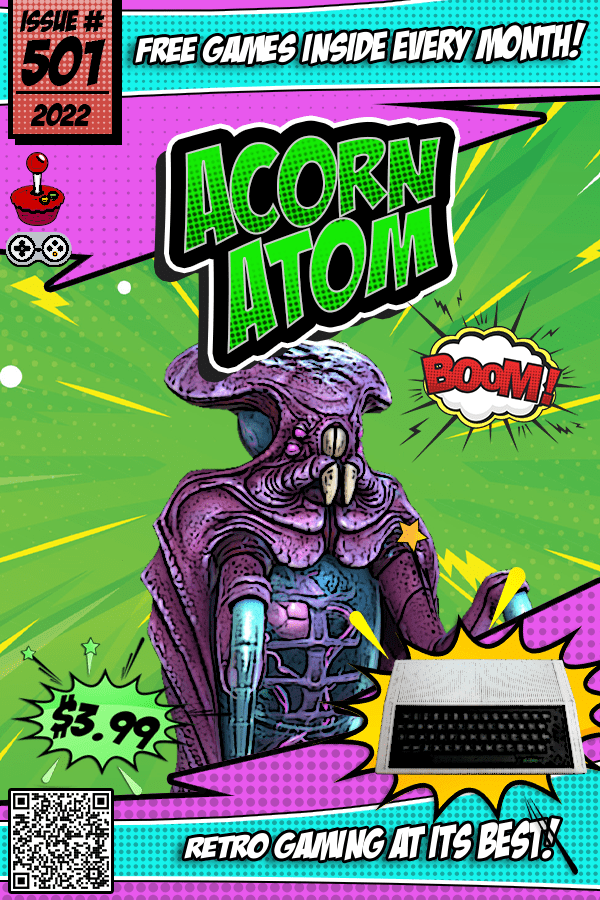 ISSUE #
501
2022
FREE GAMES INSIDE EVERY MONTH!
ACORN
ATOM
BOOM!
$3.99
RETRO GAMING AT ITS BEST!